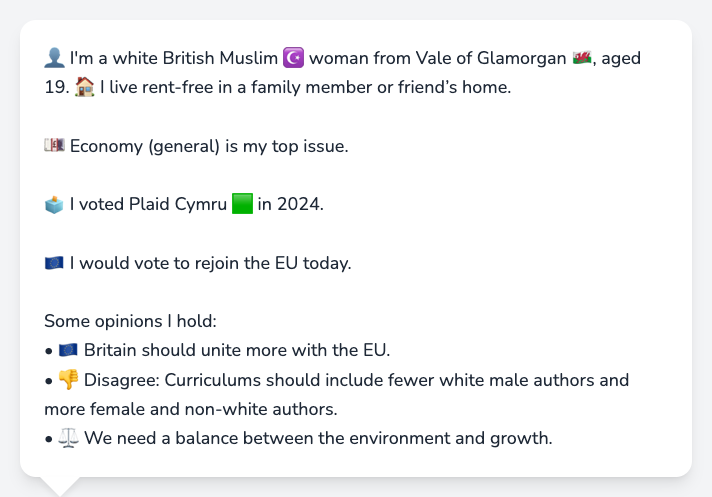 👤 I'm a white British Muslim ☪️ woman from Vale of Glamorgan 🏴󠁧󠁢󠁷󠁬󠁳󠁿, aged
19. 🏠 I live rent-free in a family member or friend’s home.
💷 Economy (general) is my top issue.
🗳️ I voted Plaid Cymru 🟩 in 2024.
🇪🇺 I would vote to rejoin the EU today.
Some opinions I hold:
• 🇪🇺 Britain should unite more with the EU.
• 👎 Disagree: Curriculums should include fewer white male authors and
more female and non-white authors.
• ⚖️ We need a balance between the environment and growth.